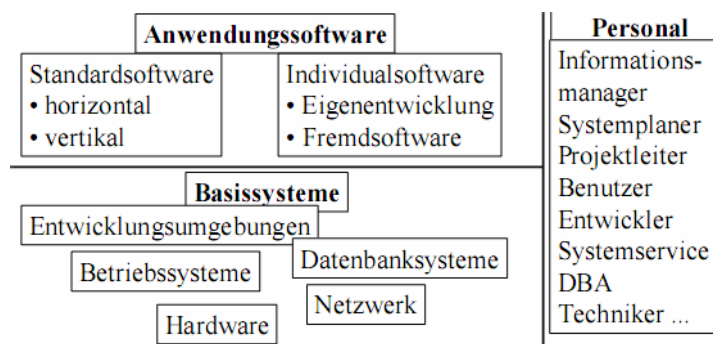 Anwendungssoftware
Standardsoftware
• horizontal
• vertikal
Individualsoftware
• Eigenentwicklung
• Fremdsoftware
Basissysteme
Entwicklungsumgebungen
Betriebssysteme
Datenbanksysteme
Netzwerk
Hardware
Personal
Informations-
manager
Systemplaner
Projektleiter
Benutzer
Entwickler
Systemservice
DBA
Techniker ...